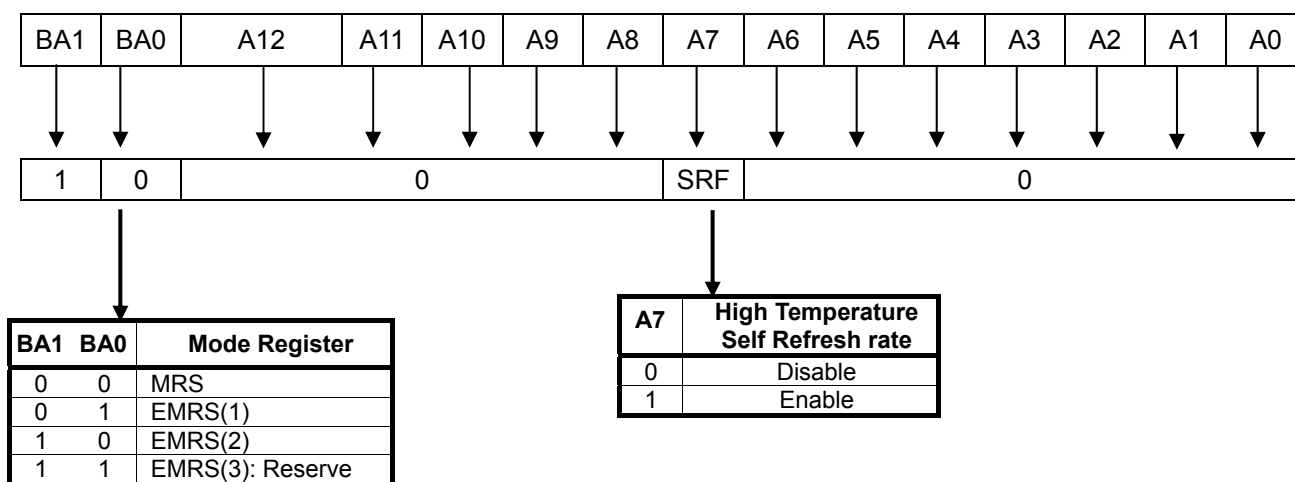 BA1 BA0 A12 A11 A10 A9 A8 A7 A6 A5 A4 A3 A2 A1 A0
1 0 0 SRF 0
BA1 BA0 Mode Register
0 0 MRS
0 1 EMRS(1)
1 0 EMRS(2)
1 1 EMRS(3): Reserve
A7 High Temperature
Self Refresh rate
0 Disable
1 Enable